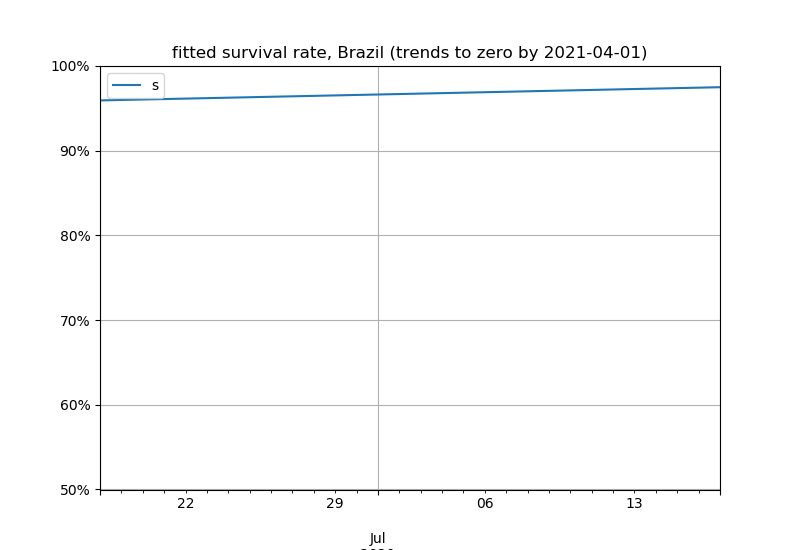 fitted survival rate, Brazil (trends to zero by 2021-04-01)
100%
s
90%
80%
70%
60%
50%
22 29 06 13
Jul